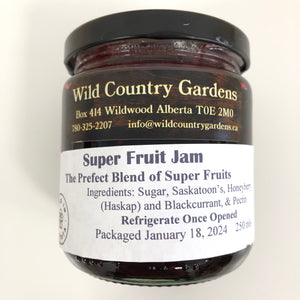 Wild Country Gardens
Box 414 Wildwood Alberta T0E 2M0
780-325-2207 info@wildcountrygardens.ca
Super Fruit Jam
The Prefect Blend of Super Fruits
Ingredients: Sugar, Saskatoon's, Honeyberry
(Haskap) and Blackcurrant, & Pectin
Refrigerate Once Opened
Packaged January 18, 2024 250 mls